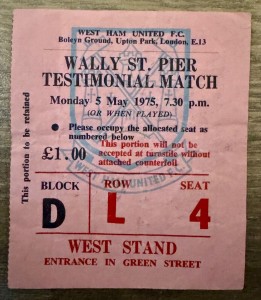 WEST HAM UNITED F.C.
Boleyn Ground, Upton Park, London, E.13
WALLY ST. PIER
TESTIMONIAL MATCH
Monday 5 May 1975, 7.30 p.m.
(OR WHEN PLAYED)
● Please occupy the allocated seat as
numbered below
£1.00
This portion will not be
accepted at turnstile without
attached counterfoil
WEST HAM UNITED F.C.
This portion to be retained
BLOCK ROW SEAT
D L 4
WEST STAND
ENTRANCE IN GREEN STREET